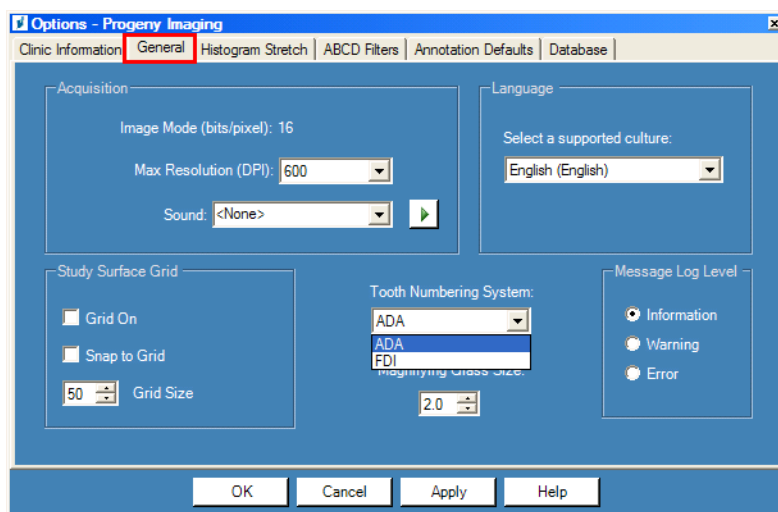 Options - Progeny Imaging
Clinic Information General Histogram Stretch ABCD Filters Annotation Defaults Database
Acquisition
Image Mode (bits/pixel): 16
Max Resolution (DPI): 600
Sound: <None>
Language
Select a supported culture:
English (English)
Study Surface Grid
Grid On
Snap to Grid
50 Grid Size
Tooth Numbering System:
ADA
ADA
FDI
Magnifying Glass Size:
2.0
Message Log Level
Information
Warning
Error
OK Cancel Apply Help